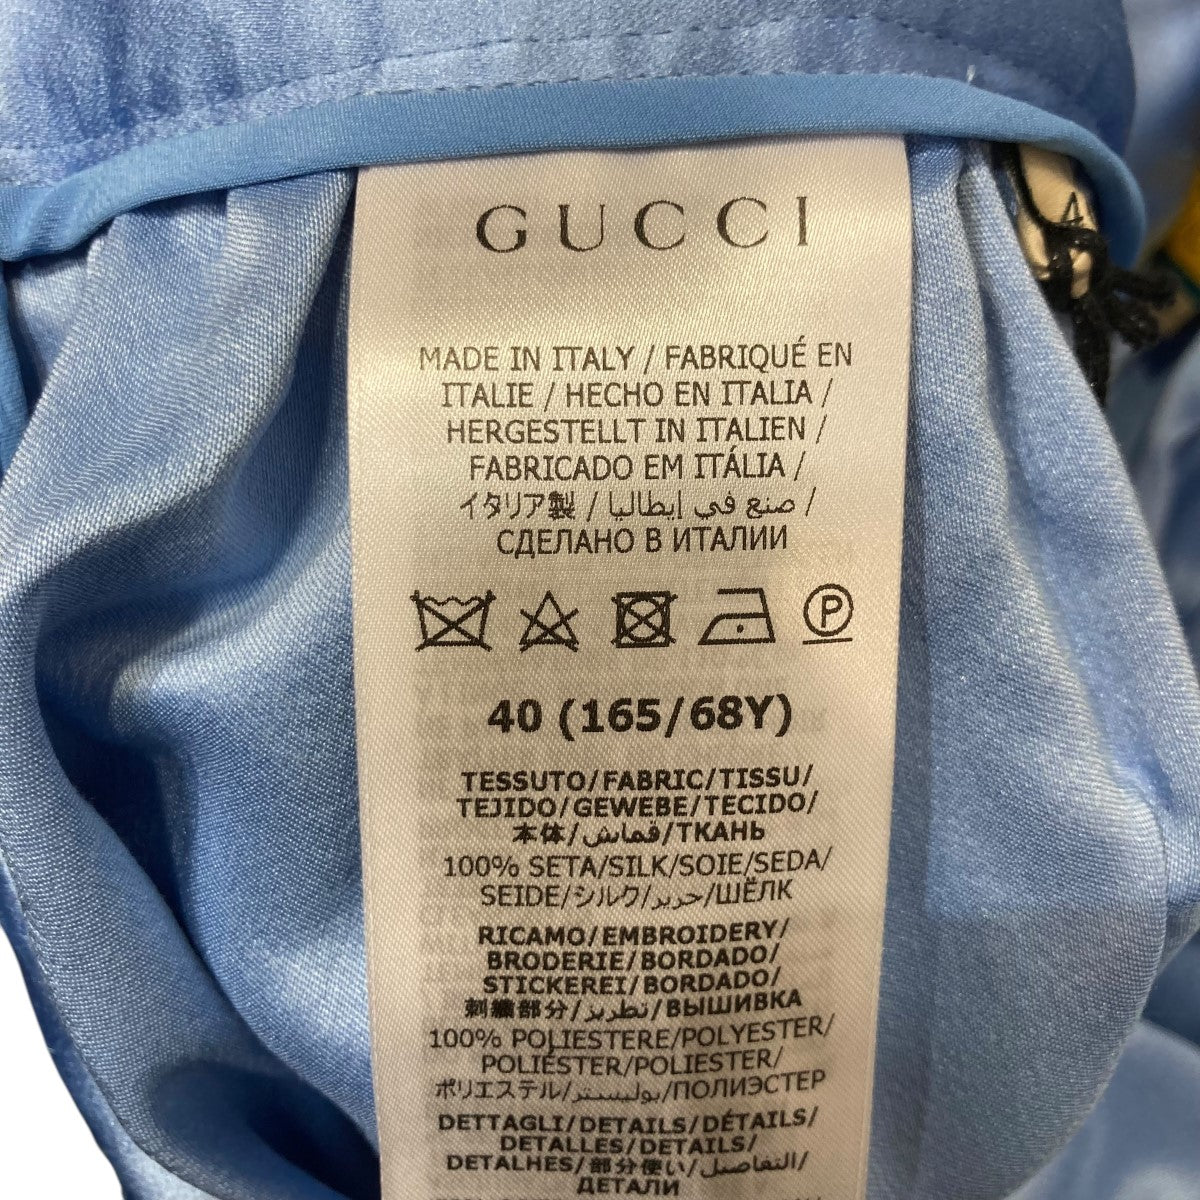 GUCCI
MADE IN ITALY / FABRIQUÉ EN
ITALIE / HECHO EN ITALIA /
HERGESTELLT IN ITALIEN /
FABRICADO EM ITÁLIA /
イタリア製 / صنع في إيطاليا /
СДЕЛАНО В ИТАЛИИ
P
40 (165/68Y)
TESSUTO/FABRIC/TISSU/
TEJIDO/GEWEBE/TECIDO/
本体/قماش/ТКАНЬ
100% SETA/SILK/SOIE/SEDA/
SEIDE/シルク/حرير/ШЁЛК
RICAMO/EMBROIDERY/
BRODERIE/BORDADO/
STICKEREI/BORDADO/
刺繍部分/تطريز/ВЫШИВКА
100% POLIESTERE/POLYESTER/
POLIÉSTER/POLIESTER/
ポリエステル/بوليستر/ПОЛИЭСТЕР
DETTAGLI/DETAILS/DÉTAILS/
DETALLES/DETAILS/
DETALHES/部分使い/التفاصيل/
ДЕТАЛИ
4